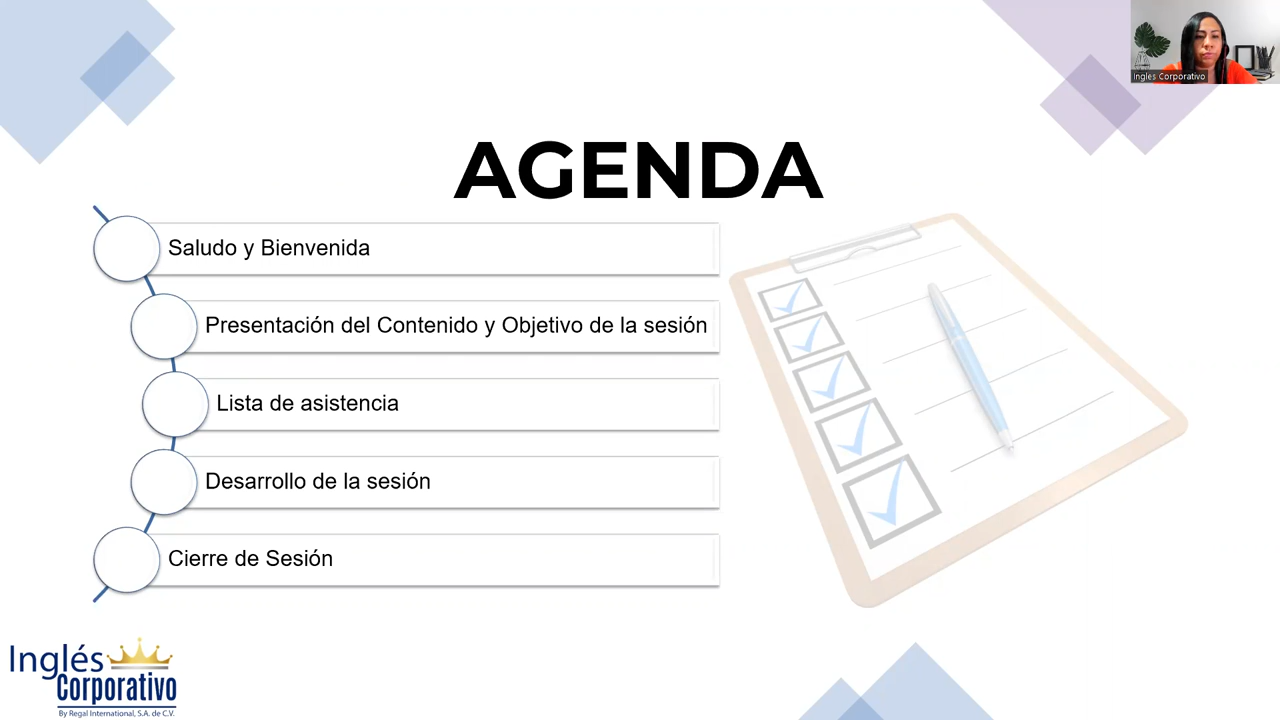 Ingles Corporativo
AGENDA
Saludo y Bienvenida
Presentación del Contenido y Objetivo de la sesión
Lista de asistencia
Desarrollo de la sesión
Cierre de Sesión
Inglés
Corporativo
By Regal International, S.A. de C.V.